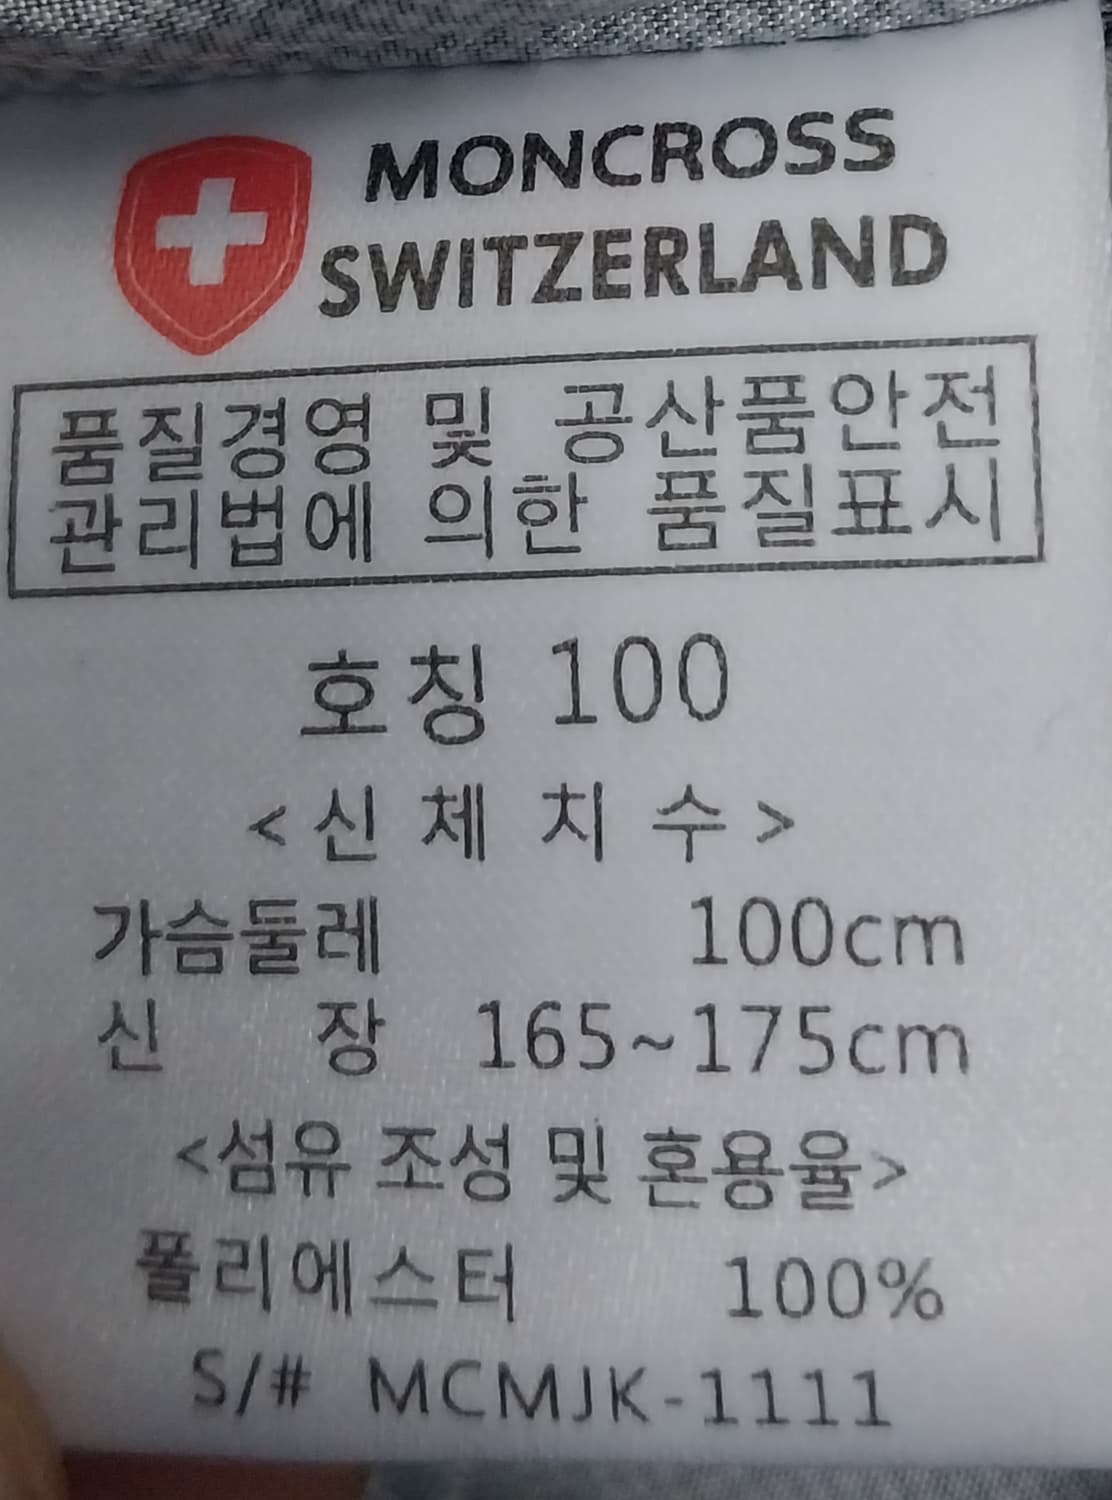 MONCROSS
SWITZERLAND
품질경영 및 공산품안전
관리법에 의한 품질표시
호칭 100
<신 체 치 수>
가슴둘레 100cm
신 장 165~175cm
<섬유 조성 및 혼용율>
폴리에스터 100%
S/# MCMJK-1111